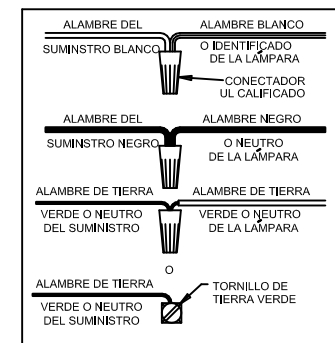 ALAMBRE DEL
SUMINSTRO BLANCO
ALAMBRE BLANCO
O IDENTIFICADO
DE LA LÁMPARA
CONECTADOR
UL CALIFICADO
ALAMBRE DEL
SUMINSTRO NEGRO
ALAMBRE NEGRO
O NEUTRO
DE LA LÁMPARA
ALAMBRE DE TIERRA
VERDE O NEUTRO
DEL SUMINISTRO
ALAMBRE DE TIERRA
VERDE O NEUTRO
DE LA LÁMPARA
O
ALAMBRE DE TIERRA
VERDE O NEUTRO
DEL SUMINISTRO
TORNILLO DE
TIERRA VERDE